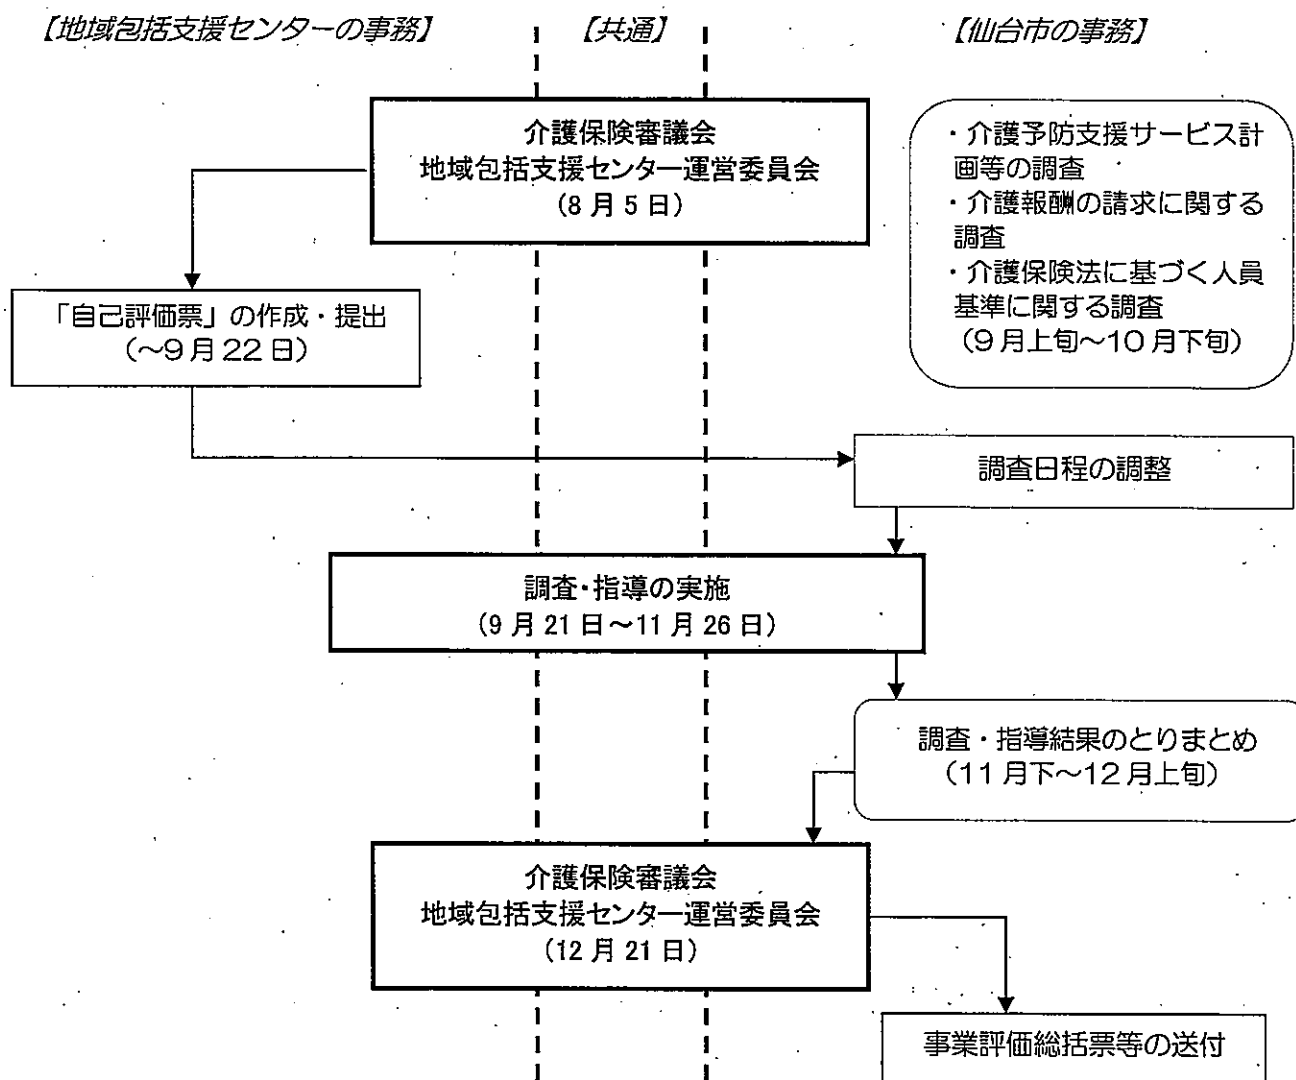 【地域包括支援センターの事務】
【共通】
【仙台市の事務】
介護保険審議会
地域包括支援センター運営委員会
(8月5日)
・介護予防支援サービス計
画等の調査
・介護報酬の請求に関する
調査
・介護保険法に基づく人員
基準に関する調査
(9月上旬~10月下旬)
「自己評価票」の作成・提出
(~9月22日)
調査日程の調整
調査・指導の実施
(9月21日~11月26日)
調査・指導結果のとりまとめ
(11月下~12月上旬)
介護保険審議会
地域包括支援センター運営委員会
(12月21日)
事業評価総括票等の送付